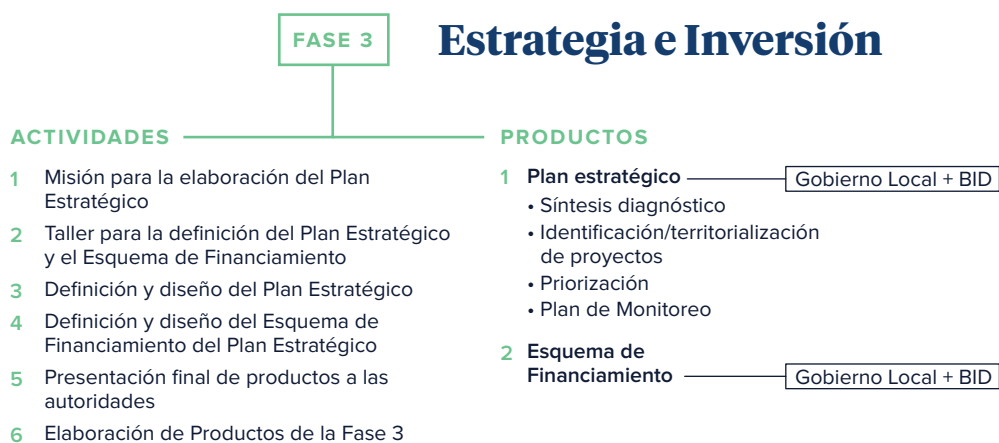 FASE 3
Estrategia e Inversión
ACTIVIDADES
1 Misión para la elaboración del Plan
Estratégico
2 Taller para la definición del Plan Estratégico
y el Esquema de Financiamiento
3 Definición y diseño del Plan Estratégico
4 Definición y diseño del Esquema de
Financiamiento del Plan Estratégico
5 Presentación final de productos a las
autoridades
6 Elaboración de Productos de la Fase 3
PRODUCTOS
1 Plan estratégico Gobierno Local + BID
• Síntesis diagnóstico
• Identificación/territorialización
de proyectos
• Priorización
• Plan de Monitoreo
2 Esquema de
Financiamiento Gobierno Local + BID